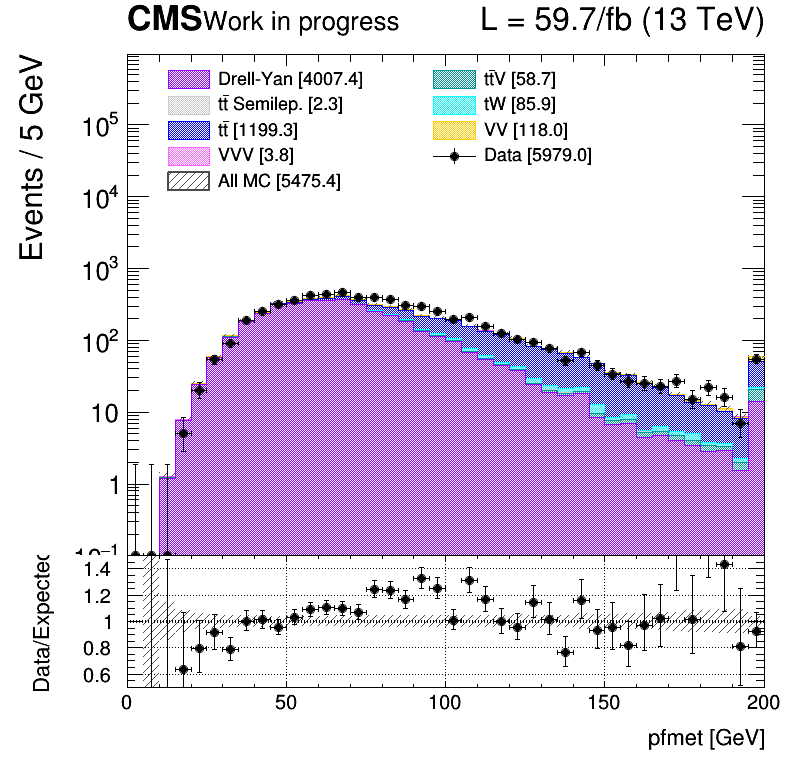 CMS Work in progress L = 59.7/fb (13 TeV)
Events / 5 GeV
Drell-Yan [4007.4]
tt̄ Semilep. [2.3]
tt̄ [1199.3]
VVV [3.8]
All MC [5475.4]
tt̄V [58.7]
tW [85.9]
VV [118.0]
Data [5979.0]
10⁵
10⁴
10³
10²
10
1
10⁻¹
Data/Expected
1.4
1.2
1
0.8
0.6
0 50 100 150 200
pfmet [GeV]